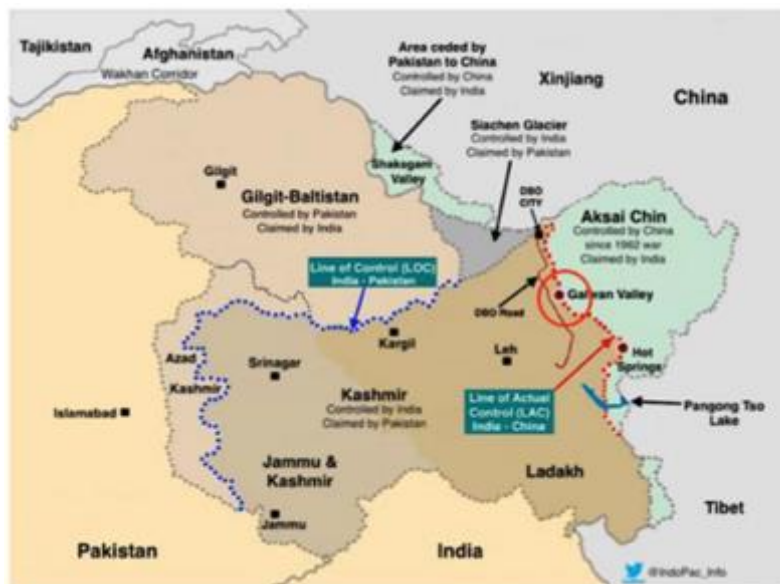 Tajikistan
Afghanistan
Wakhan Corridor
Area ceded by
Pakistan to China
Controlled by China
Claimed by India
Xinjiang
China
Siachen Glacier
Controlled by India
Claimed by Pakistan
Shaksgam
Valley
Gilgit
Gilgit-Baltistan
Controlled by Pakistan
Claimed by India
DBO
CITY
Aksai Chin
Controlled by China
since 1962 war
Claimed by India
Line of Control (LOC)
India - Pakistan
Galwan Valley
DBO Road
Kargil
Leh
Hot
Springs
Azad
Kashmir
Srinagar
Islamabad
Kashmir
Controlled by India
Claimed by Pakistan
Line of Actual
Control (LAC)
India - China
Pangong Tso
Lake
Jammu &
Kashmir
Ladakh
Jammu
Tibet
Pakistan
India
@IndoPac_Info